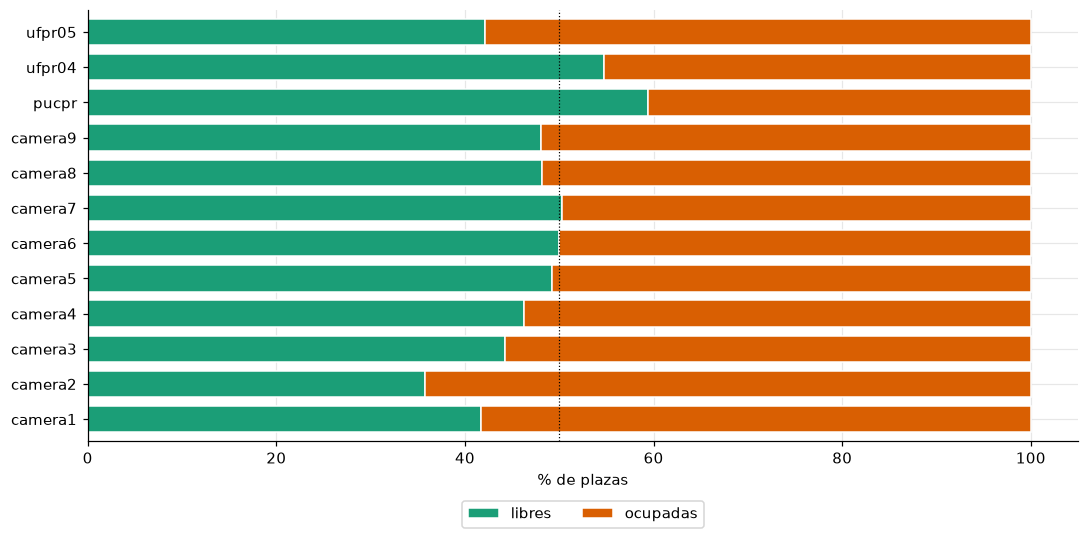 ufpr05
ufpr04
pucpr
camera9
camera8
camera7
camera6
camera5
camera4
camera3
camera2
camera1
0 20 40 60 80 100
% de plazas
libres ocupadas